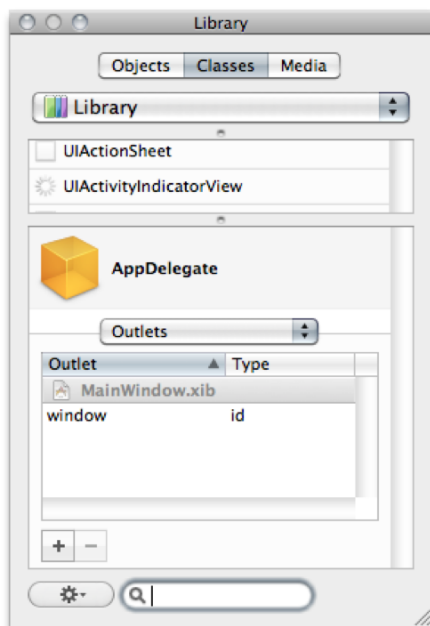 Library
Objects Classes Media
Library
UIActionSheet
UIActivityIndicatorView
AppDelegate
Outlets
Outlet Type
MainWindow.xib
window id
+ −